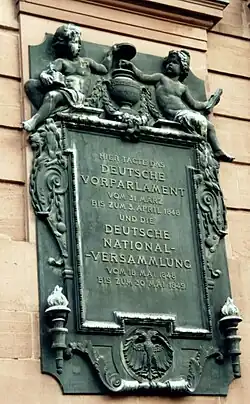 HIER TAGTE DAS
DEUTSCHE
VORPARLAMENT
VOM 31 MÄRZ
BIS ZUM 3. APRIL 1848
UND DIE
DEUTSCHE
NATIONAL-
-VERSAMMLUNG
VOM 18. MAI 1848
BIS ZUM 30 MAI 1849